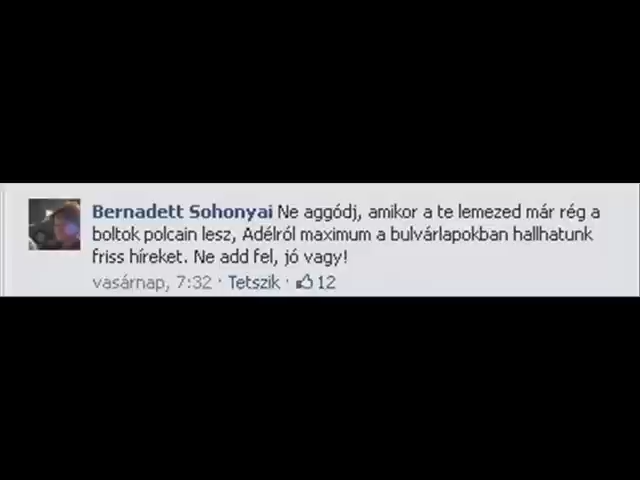 Bernadett Sohonyai Ne aggódj, amikor a te lemezed már rég a
boltok polcain lesz, Adélról maximum a bulvárlapokban hallhatunk
friss híreket. Ne add fel, jó vagy!
vasárnap, 7:32 · Tetszik · 12